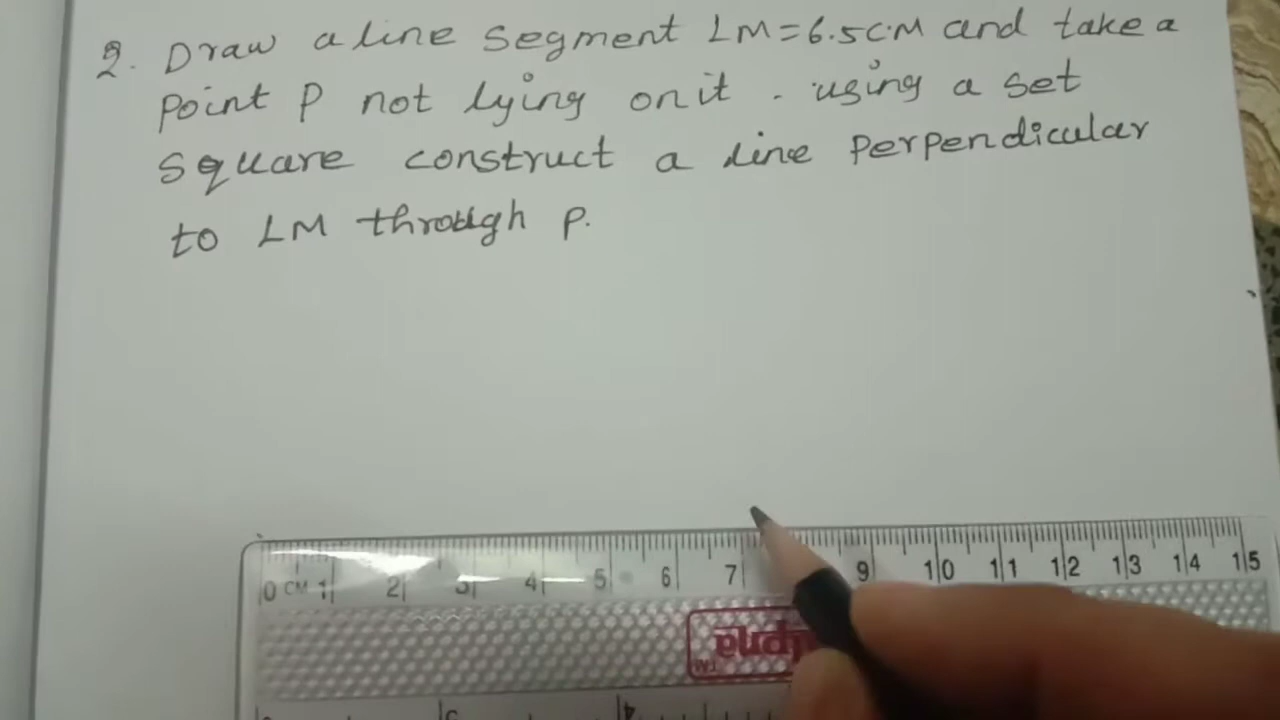 2. Draw a line segment LM=6.5C.M and take a
Point P not lying on it . using a set
square construct a line perpendicular
to LM through P.
0 CM 1 2 3 4 5 6 7 9 10 11 12 13 14 15